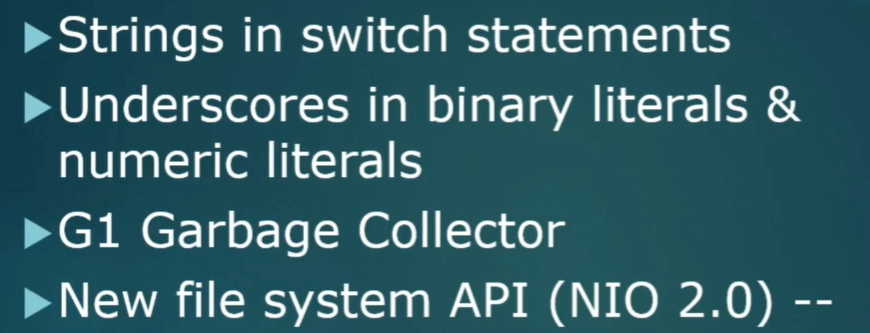 Strings in switch statements
Underscores in binary literals &
numeric literals
G1 Garbage Collector
New file system API (NIO 2.0) --